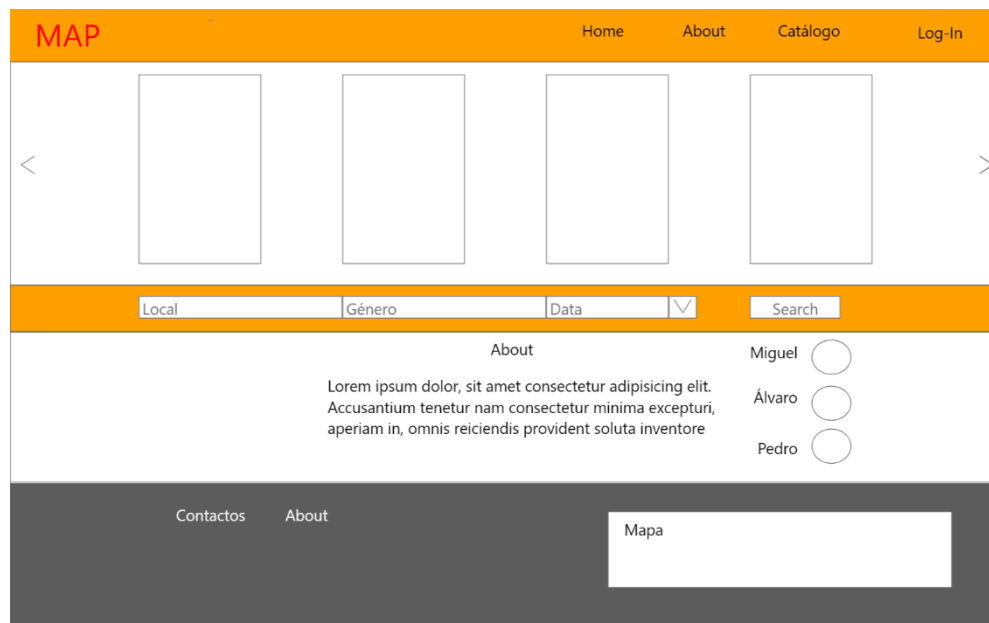 MAP
Home About Catálogo Log-In
< >
Local Género Data Search
About
Lorem ipsum dolor, sit amet consectetur adipisicing elit.
Accusantium tenetur nam consectetur minima excepturi,
aperiam in, omnis reiciendis provident soluta inventore
Miguel
Álvaro
Pedro
Contactos About
Mapa